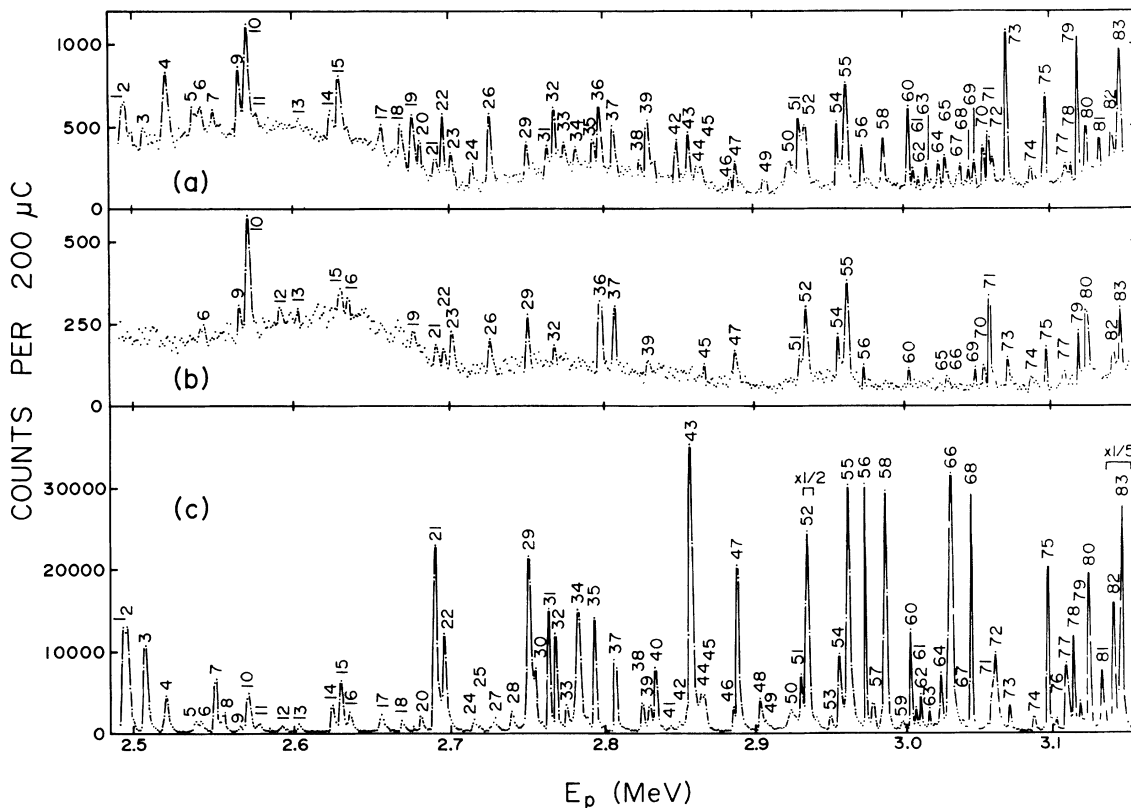 COUNTS PER 200 μC
1000
500
0
(a)
1 2 3 4 5 6 7 9 10 11 13 14 15 17 18 19 20 21 22 23 24 26 29 31 32 33 34 35 36 37 38 39 42 43 44 45 46 47 49 50 51 52 54 55 56 58 60 61 62 63 64 65 67 68 69 70 71 72 73 74 75 77 78 79 80 81 82 83
500
250
0
(b)
6 9 10 12 13 15 16 19 21 22 23 26 29 32 36 37 39 45 47 51 52 54 55 56 60 65 66 69 70 71 73 74 75 77 79 80 82 83
30000
20000
10000
0
(c)
1 2 3 4 5 6 7 8 9 10 11 12 13 14 15 16 17 18 20 21 22 24 25 27 28 29 30 31 32 33 34 35 37 38 39 40 41 42 43 44 45 46 47 48 49 50 51 52 53 54 55 56 57 58 59 60 61 62 63 64 66 67 68 71 72 73 74 75 76 77 78 79 80 81 82 83
x1/2
x1/5
2.5 2.6 2.7 2.8 2.9 3.0 3.1
Ep (MeV)